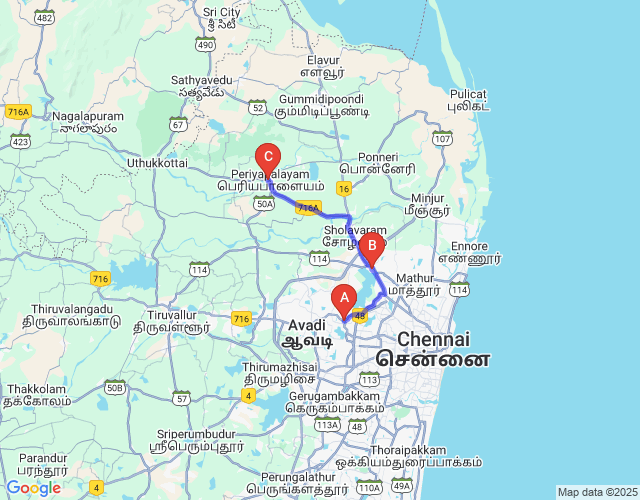 482
Sri City
శ్రీ సిటీ
490
Elavur
எளவூர்
Sathyavedu
సత్యవేడు
Pulicat
புலிகட்
Gummidipoondi
கும்மிடிப்பூண்டி
52
716A
Nagalapuram
నాగలాపురం
67
423
107
Uthukkottai
Ponneri
பொன்னேரி
C
Periyapalayam
பெரியபாளையம்
16
50A
716A
Minjur
மீஞ்சூர்
Sholavaram
B
Ennore
எண்ணூர்
114
114
716
Mathur
மாத்தூர்
114
A
Thiruvalangadu
திருவாலங்காடு
Tiruvallur
திருவள்ளூர்
716
48
Avadi
ஆவடி
Chennai
சென்னை
Thirumazhisai
திருமழிசை
113
Thakkolam
தக்கோலம்
50B
57
4
Gerugambakkam
கெருகம்பாக்கம்
113A
48
4
Sriperumbudur
ஸ்ரீபெரும்புதூர்
Thoraipakkam
ஒக்கியம்துரைப்பாக்கம்
Parandur
பரந்தூர்
Perungalathur
பெருங்களத்தூர்
110A
49A
Google
Map data ©2025